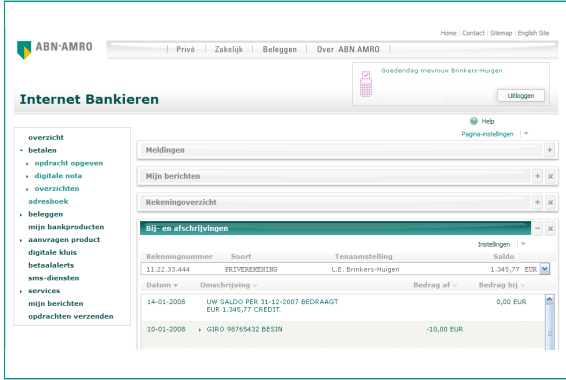 Home | Contact | Sitemap | English Site
ABN·AMRO
Privé | Zakelijk | Beleggen | Over ABN AMRO
Goedendag mevrouw Brinkers-Huigen
Internet Bankieren
Uitloggen
Help
Pagina-instellingen
overzicht
betalen
opdracht opgeven
digitale nota
overzichten
adresboek
beleggen
mijn bankproducten
aanvragen product
digitale kluis
betaalalerts
sms-diensten
services
mijn berichten
opdrachten verzenden
Meldingen
Mijn berichten
Rekeningoverzicht
Bij- en afschrijvingen
Instellingen
Rekeningnummer Soort Tenaamstelling Saldo
11.22.33.444 PRIVEREKENING L.E. Brinkers-Huigen 1.345,77 EUR
Datum Omschrijving Bedrag af Bedrag bij
14-01-2008 UW SALDO PER 31-12-2007 BEDRAAGT 0,00 EUR
EUR 1.345,77 CREDIT.
10-01-2008 GIRO 98765432 BESIN -10,00 EUR